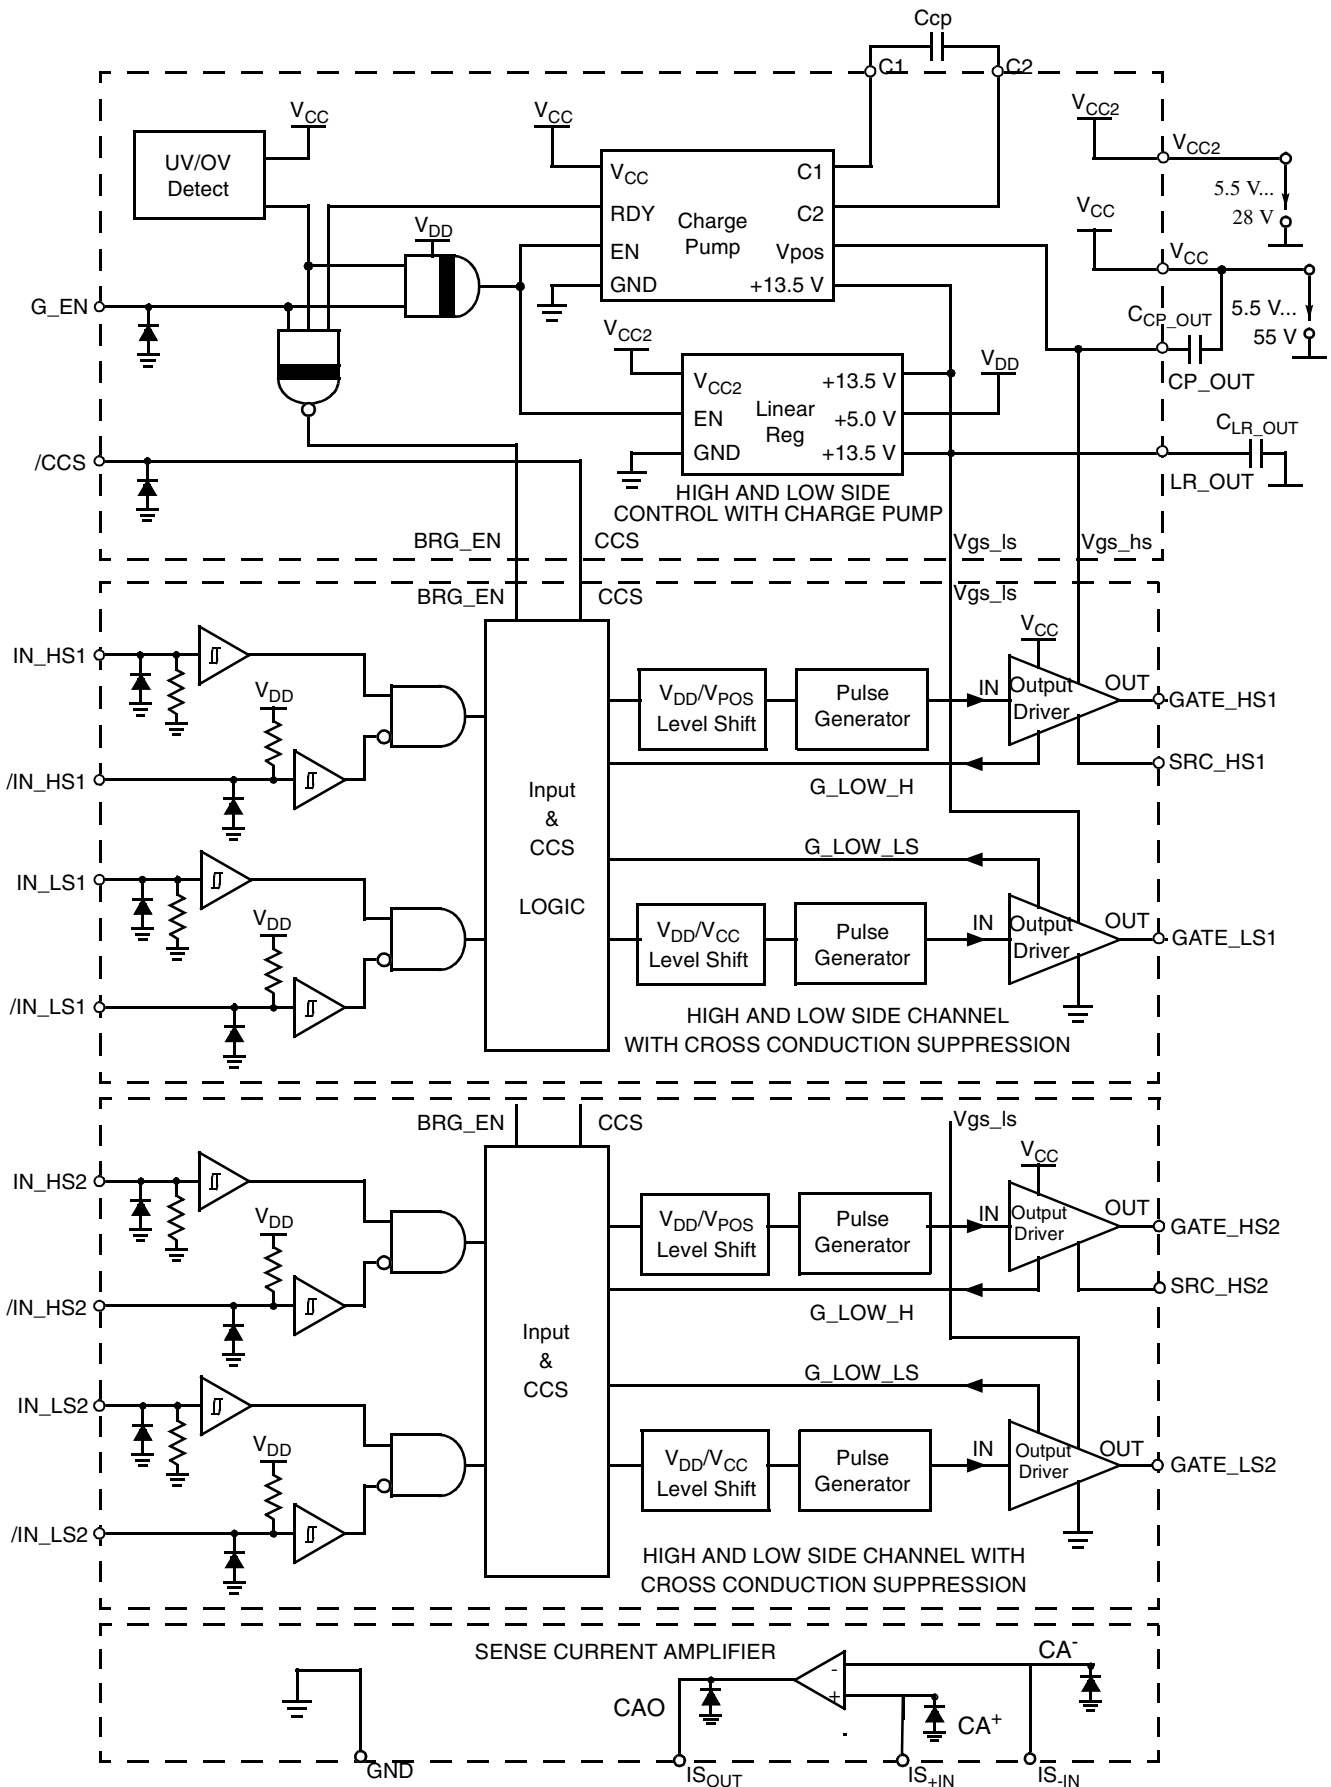 Ccp
C1
C2
VCC
VCC
VCC2
UV/OV
Detect
VCC
C1
RDY
C2
Charge
Pump
EN
Vpos
GND
+13.5 V
VDD
G_EN
VCC2
5.5 V...
28 V
VCC
VCC
5.5 V...
55 V
CCP_OUT
CP_OUT
VCC2
VCC2
+13.5 V
VDD
EN
Linear
Reg
+5.0 V
GND
+13.5 V
CLR_OUT
LR_OUT
/CCS
HIGH AND LOW SIDE
CONTROL WITH CHARGE PUMP
BRG_EN
CCS
Vgs_ls
Vgs_hs
BRG_EN
CCS
Vgs_ls
IN_HS1
VDD
/IN_HS1
IN_LS1
VDD
/IN_LS1
Input
&
CCS
LOGIC
VDD/VPOS
Level Shift
Pulse
Generator
IN
VCC
Output
Driver
OUT
GATE_HS1
SRC_HS1
G_LOW_H
G_LOW_LS
VDD/VCC
Level Shift
Pulse
Generator
IN
Output
Driver
OUT
GATE_LS1
HIGH AND LOW SIDE CHANNEL
WITH CROSS CONDUCTION SUPPRESSION
BRG_EN
CCS
Vgs_ls
IN_HS2
VDD
/IN_HS2
IN_LS2
VDD
/IN_LS2
Input
&
CCS
VDD/VPOS
Level Shift
Pulse
Generator
IN
VCC
Output
Driver
OUT
GATE_HS2
SRC_HS2
G_LOW_H
G_LOW_LS
VDD/VCC
Level Shift
Pulse
Generator
IN
Output
Driver
OUT
GATE_LS2
HIGH AND LOW SIDE CHANNEL WITH
CROSS CONDUCTION SUPPRESSION
SENSE CURRENT AMPLIFIER
CA-
-
+
CAO
CA+
GND
ISOUT
IS+IN
IS-IN